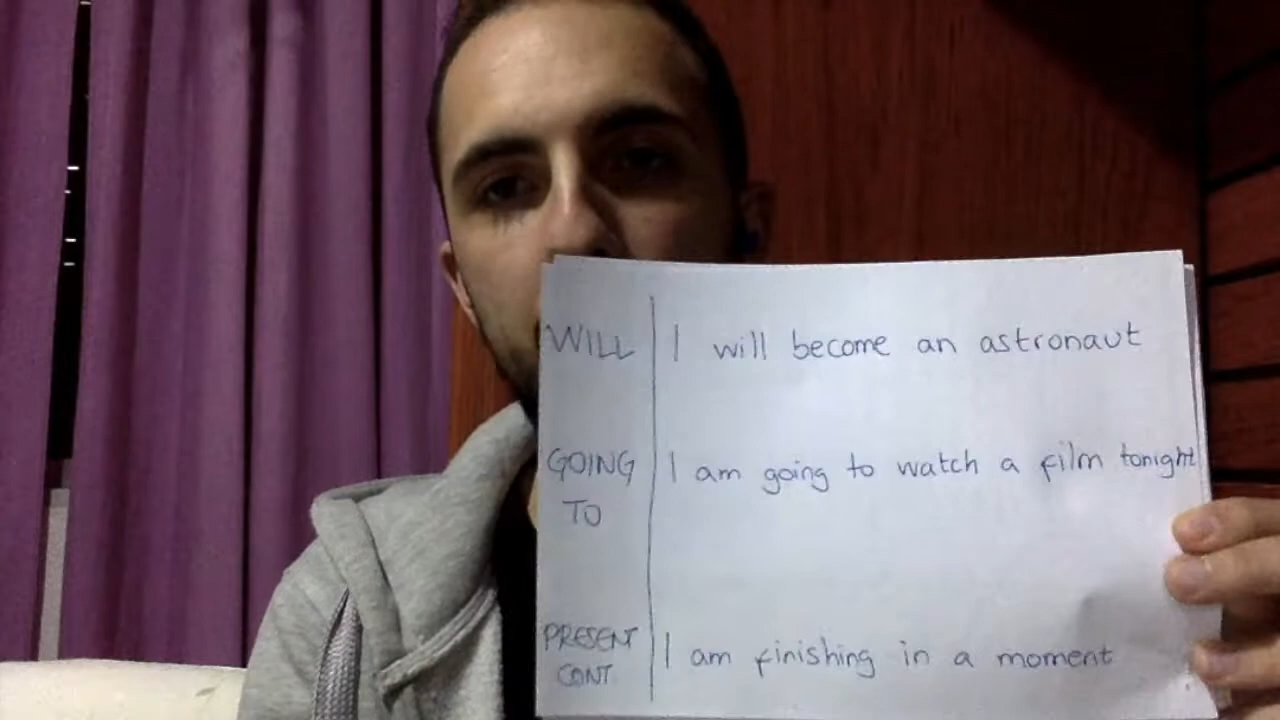 WILL I will become an astronaut
GOING TO I am going to watch a film tonight
PRESENT CONT I am finishing in a moment